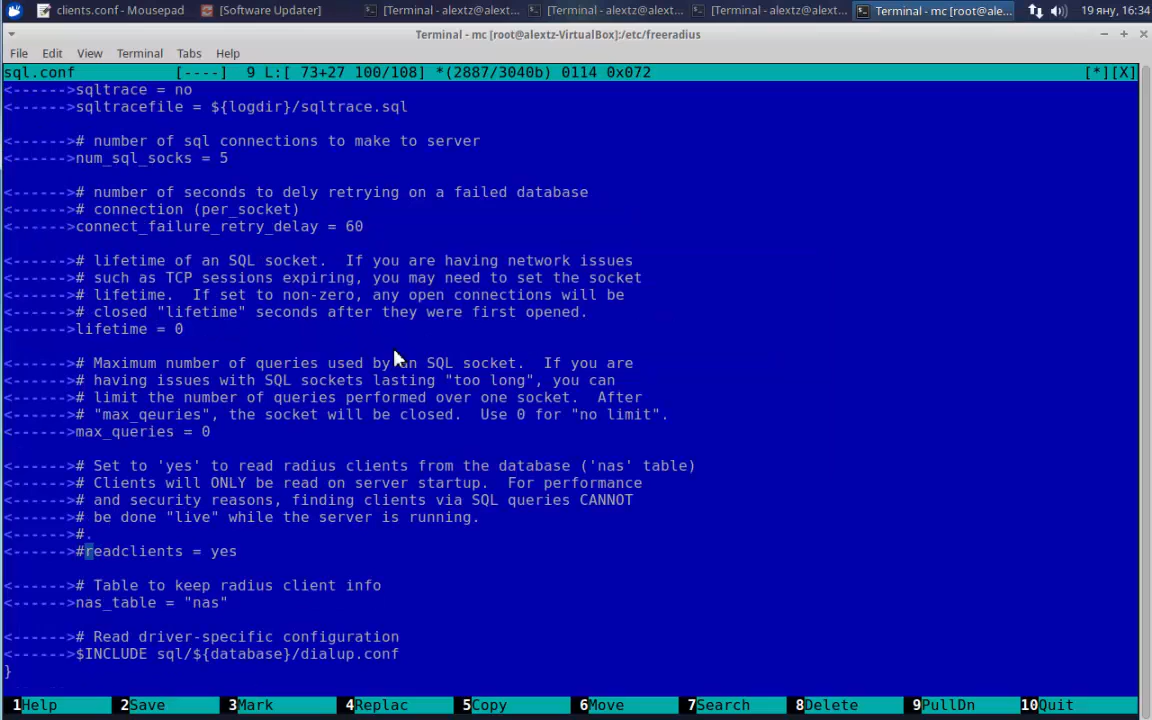 clients.conf - Mousepad [Software Updater] [Terminal - alextz@alext... [Terminal - alextz@alext... [Terminal - alextz@alext... Terminal - mc [root@ale... 19 яну, 16:34
Terminal - mc [root@alextz-VirtualBox]:/etc/freeradius
File Edit View Terminal Tabs Help
sql.conf [----] 9 L:[ 73+27 100/108] *(2887/3040b) 0114 0x072 [*][X]
<------>sqltrace = no
<------>sqltracefile = ${logdir}/sqltrace.sql
<------># number of sql connections to make to server
<------>num_sql_socks = 5
<------># number of seconds to dely retrying on a failed database
<------># connection (per_socket)
<------>connect_failure_retry_delay = 60
<------># lifetime of an SQL socket.  If you are having network issues
<------># such as TCP sessions expiring, you may need to set the socket
<------># lifetime.  If set to non-zero, any open connections will be
<------># closed "lifetime" seconds after they were first opened.
<------>lifetime = 0
<------># Maximum number of queries used by an SQL socket.  If you are
<------># having issues with SQL sockets lasting "too long", you can
<------># limit the number of queries performed over one socket.  After
<------># "max_qeuries", the socket will be closed.  Use 0 for "no limit".
<------>max_queries = 0
<------># Set to 'yes' to read radius clients from the database ('nas' table)
<------># Clients will ONLY be read on server startup.  For performance
<------># and security reasons, finding clients via SQL queries CANNOT
<------># be done "live" while the server is running.
<------>#.
<------>#readclients = yes
<------># Table to keep radius client info
<------>nas_table = "nas"
<------># Read driver-specific configuration
<------>$INCLUDE sql/${database}/dialup.conf
}
1Help 2Save 3Mark 4Replac 5Copy 6Move 7Search 8Delete 9PullDn 10Quit